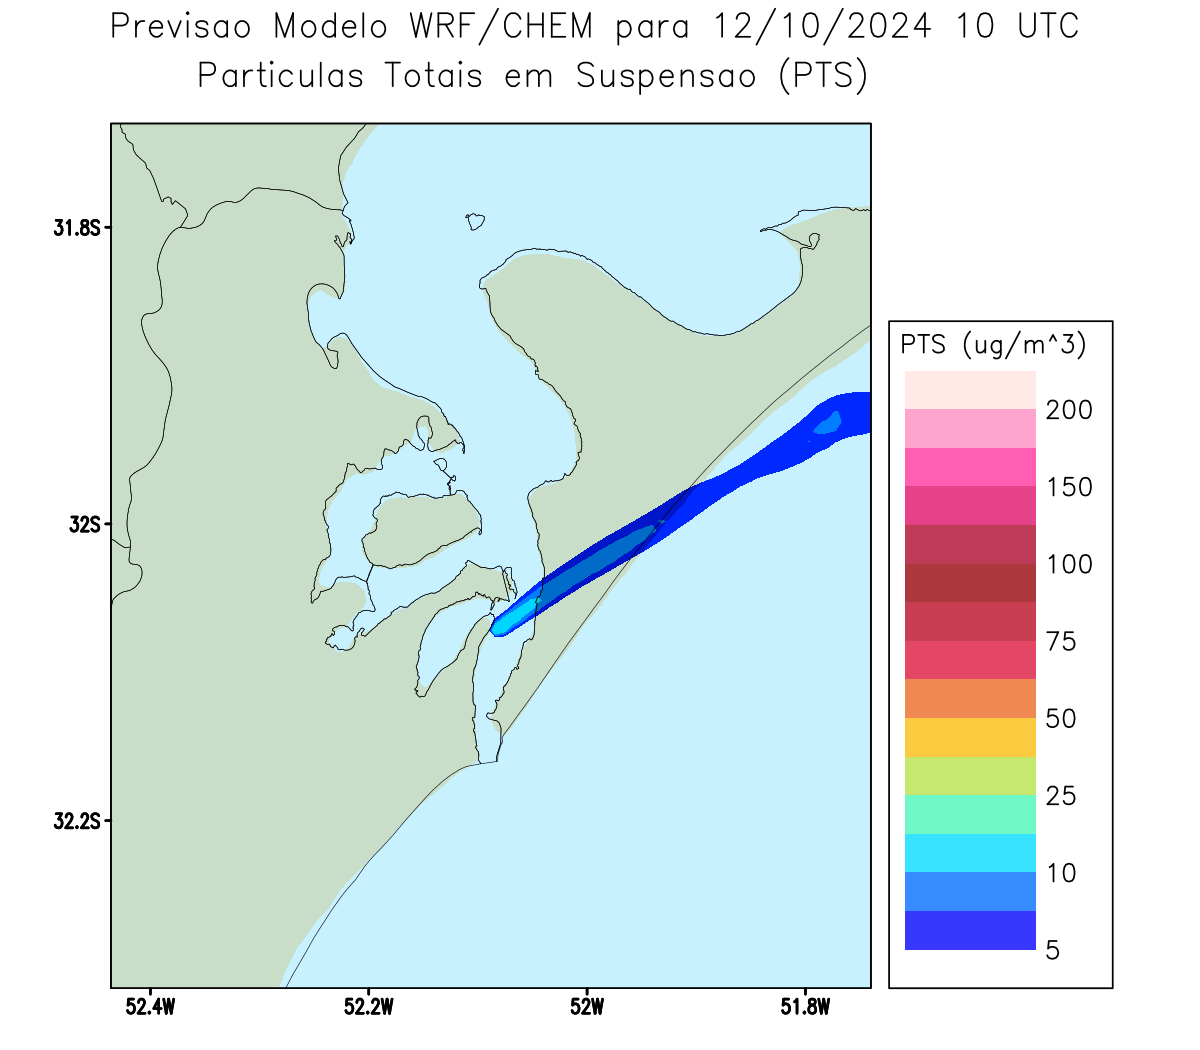 Previsao Modelo WRF/CHEM para 12/10/2024 10 UTC
Particulas Totais em Suspensao (PTS)
31.8S
32S
32.2S
52.4W
52.2W
52W
51.8W
PTS (ug/m^3)
200
150
100
75
50
25
10
5